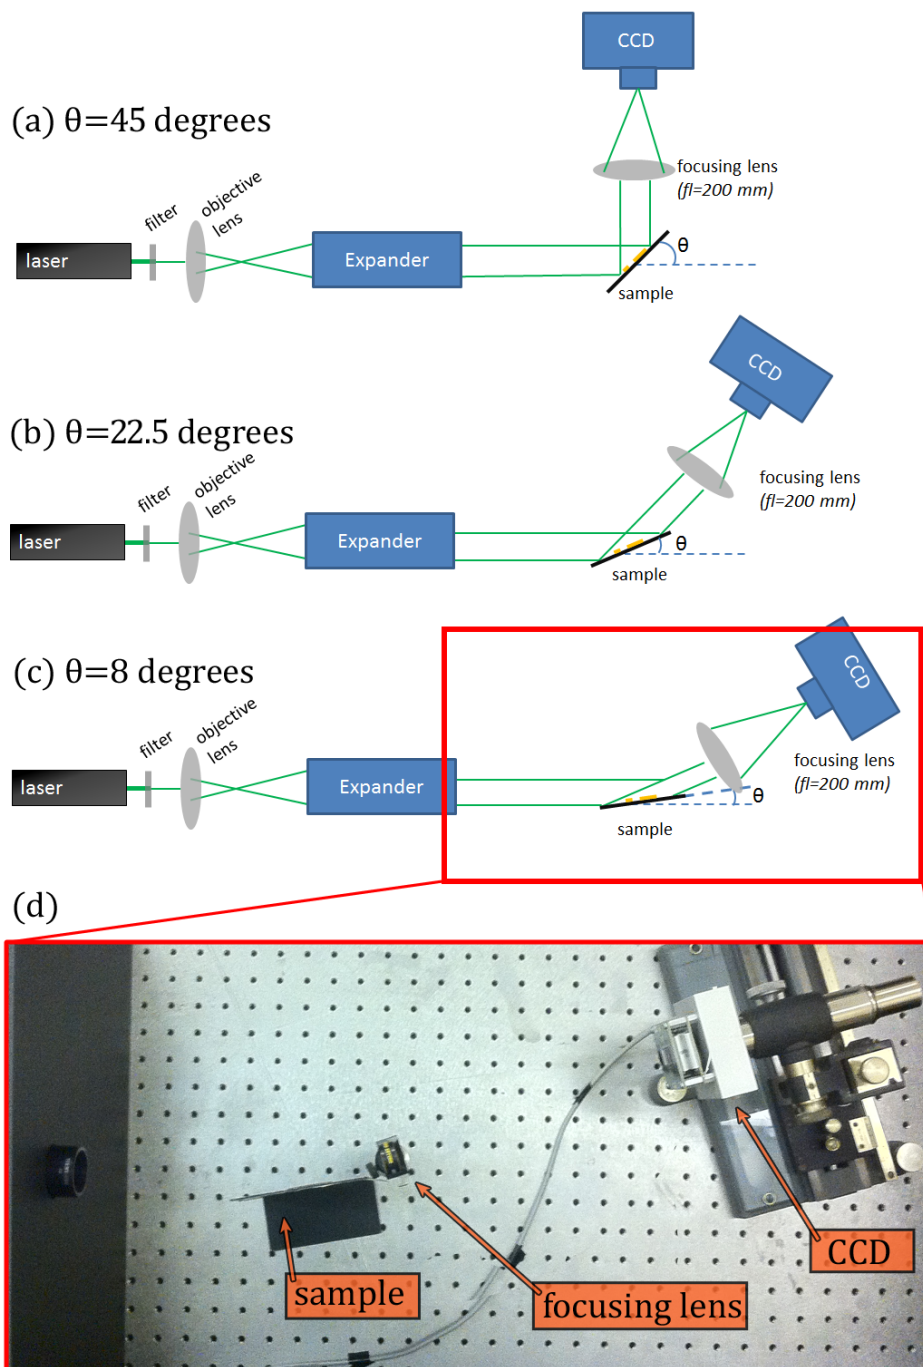 CCD
(a) θ=45 degrees
focusing lens
(fl=200 mm)
objective
lens
filter
laser
Expander
θ
sample
CCD
(b) θ=22.5 degrees
objective
lens
filter
focusing lens
(fl=200 mm)
laser
Expander
θ
sample
CCD
(c) θ=8 degrees
objective
lens
filter
focusing lens
(fl=200 mm)
laser
Expander
θ
sample
(d)
CCD
sample
focusing lens